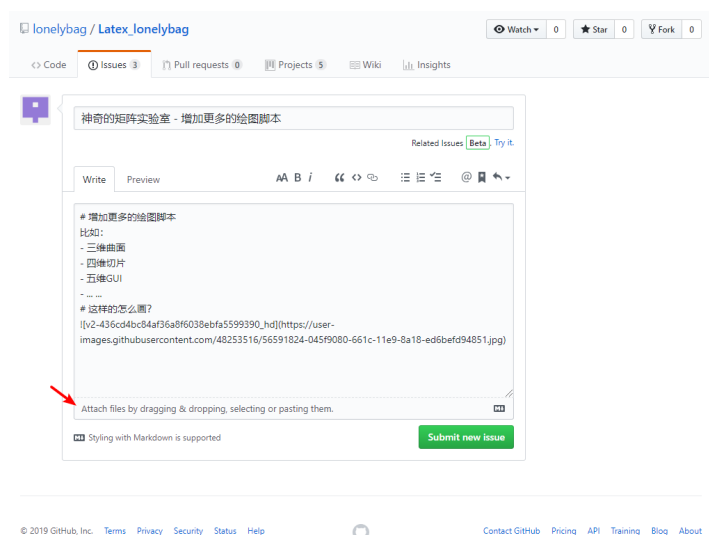 lonelybag / Latex_lonelybag
Watch 0 Star 0 Fork 0
Code Issues 3 Pull requests 0 Projects 5 Wiki Insights
神奇的矩阵实验室 - 增加更多的绘图脚本
Related Issues Beta . Try it.
Write Preview AA B i
# 增加更多的绘图脚本
比如：
- 三维曲面
- 四维切片
- 五维GUI
- ... ...
# 这样的怎么画？
![v2-436cd4bc84af36a8f6038ebfa5599390_hd](https://user-
images.githubusercontent.com/48253516/56591824-045f9080-661c-11e9-8a18-ed6befd94851.jpg)
Attach files by dragging & dropping, selecting or pasting them.
Styling with Markdown is supported
Submit new issue
© 2019 GitHub, Inc. Terms Privacy Security Status Help Contact GitHub Pricing API Training Blog About